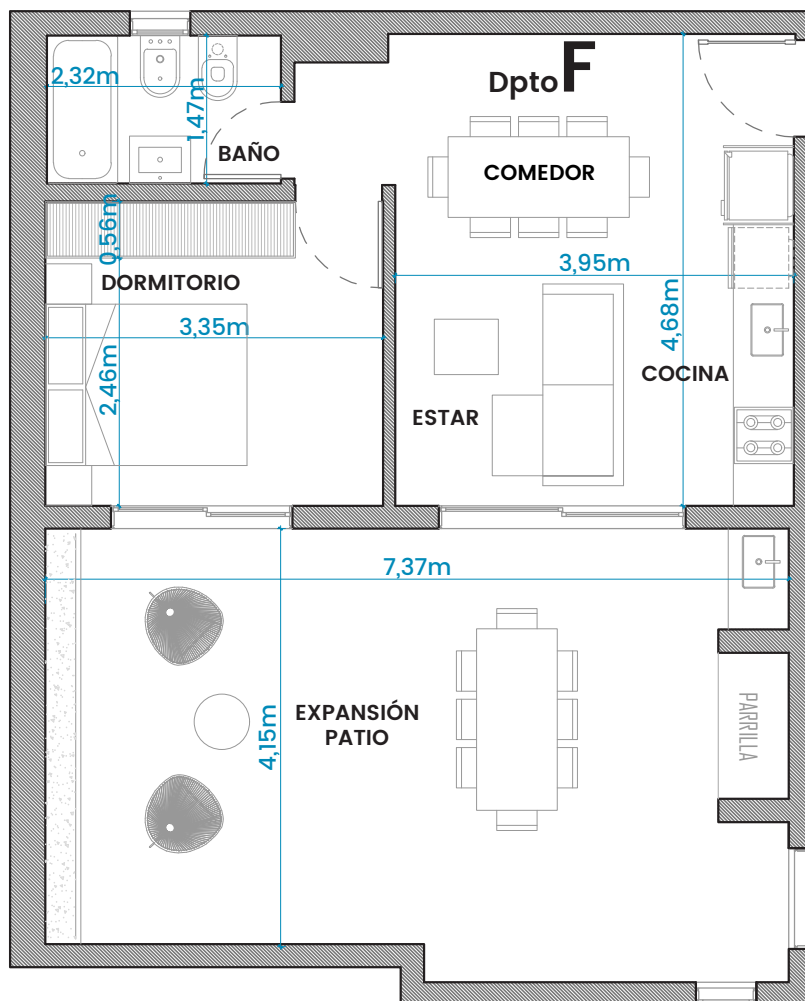 Dpto F
2,32m
1,47m
BAÑO
COMEDOR
0,56m
DORMITORIO
3,95m
3,35m
4,68m
2,46m
COCINA
ESTAR
7,37m
EXPANSIÓN
PATIO
4,15m
PARRILLA